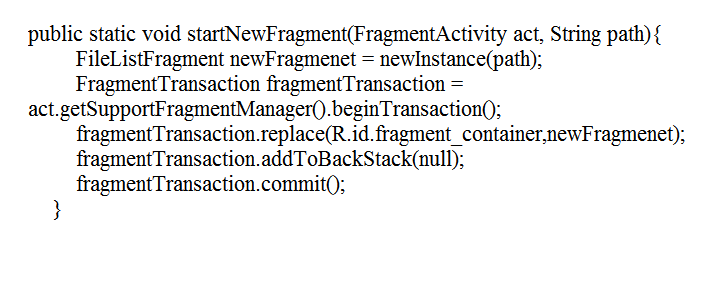 public static void startNewFragment(FragmentActivity act, String path){
FileListFragment newFragmenet = newInstance(path);
FragmentTransaction fragmentTransaction =
act.getSupportFragmentManager().beginTransaction();
fragmentTransaction.replace(R.id.fragment_container,newFragmenet);
fragmentTransaction.addToBackStack(null);
fragmentTransaction.commit();
}